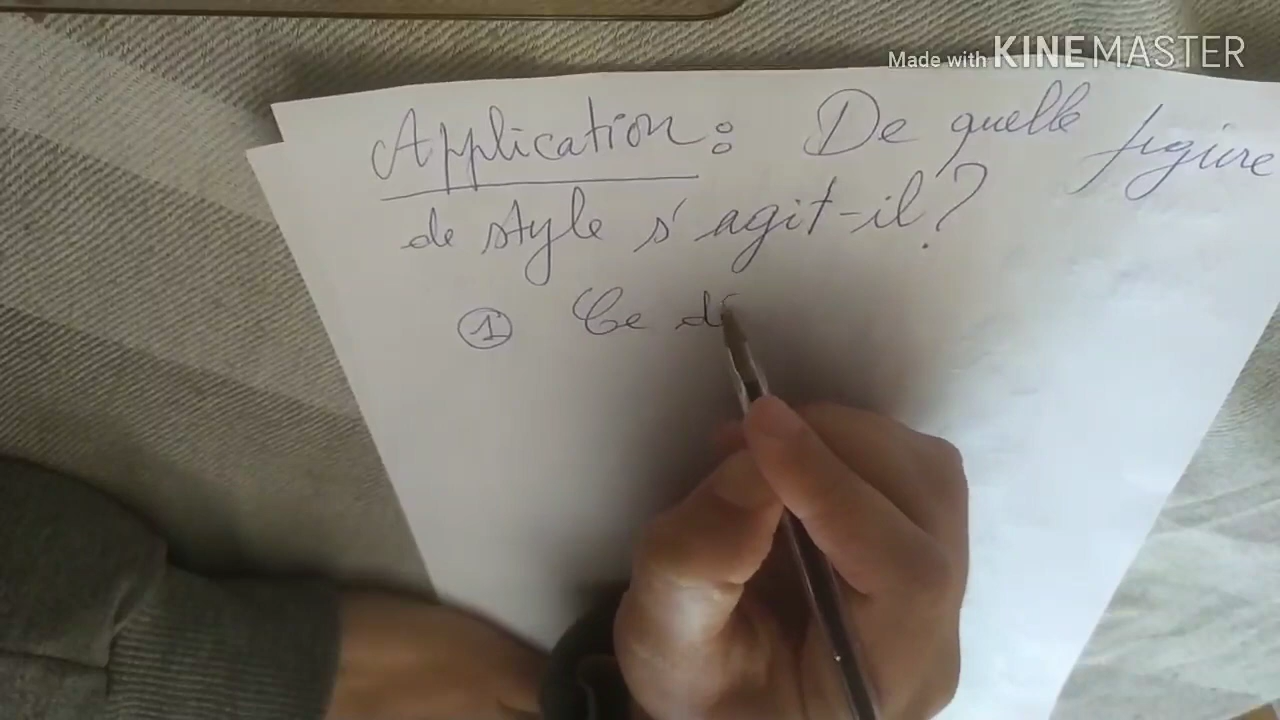 Made with KINEMASTER
Application : De quelle figure
de style s'agit-il ?
① Ce d